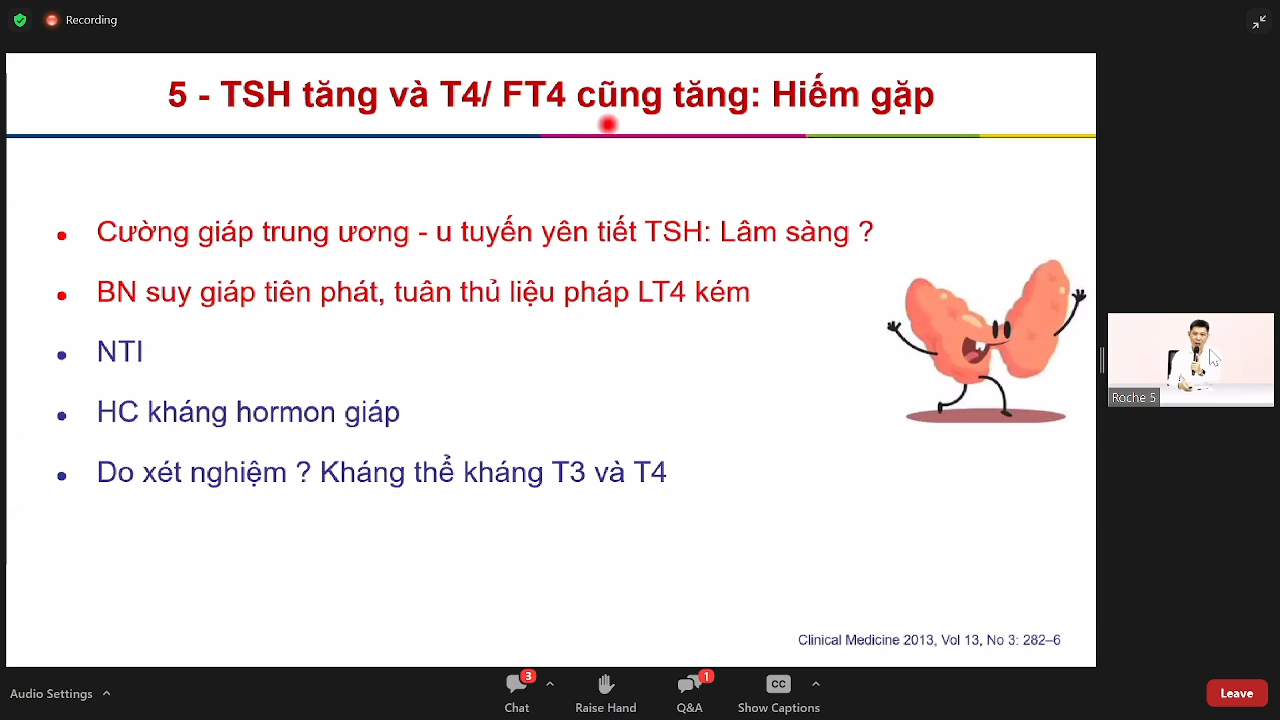 Recording
5 - TSH tăng và T4/ FT4 cũng tăng: Hiếm gặp
Cường giáp trung ương - u tuyến yên tiết TSH: Lâm sàng ?
BN suy giáp tiên phát, tuân thủ liệu pháp LT4 kém
NTI
HC kháng hormon giáp
Do xét nghiệm ? Kháng thể kháng T3 và T4
Clinical Medicine 2013, Vol 13, No 3: 282–6
Roche 5
Audio Settings
3
Chat
Raise Hand
1
Q&A
CC
Show Captions
Leave